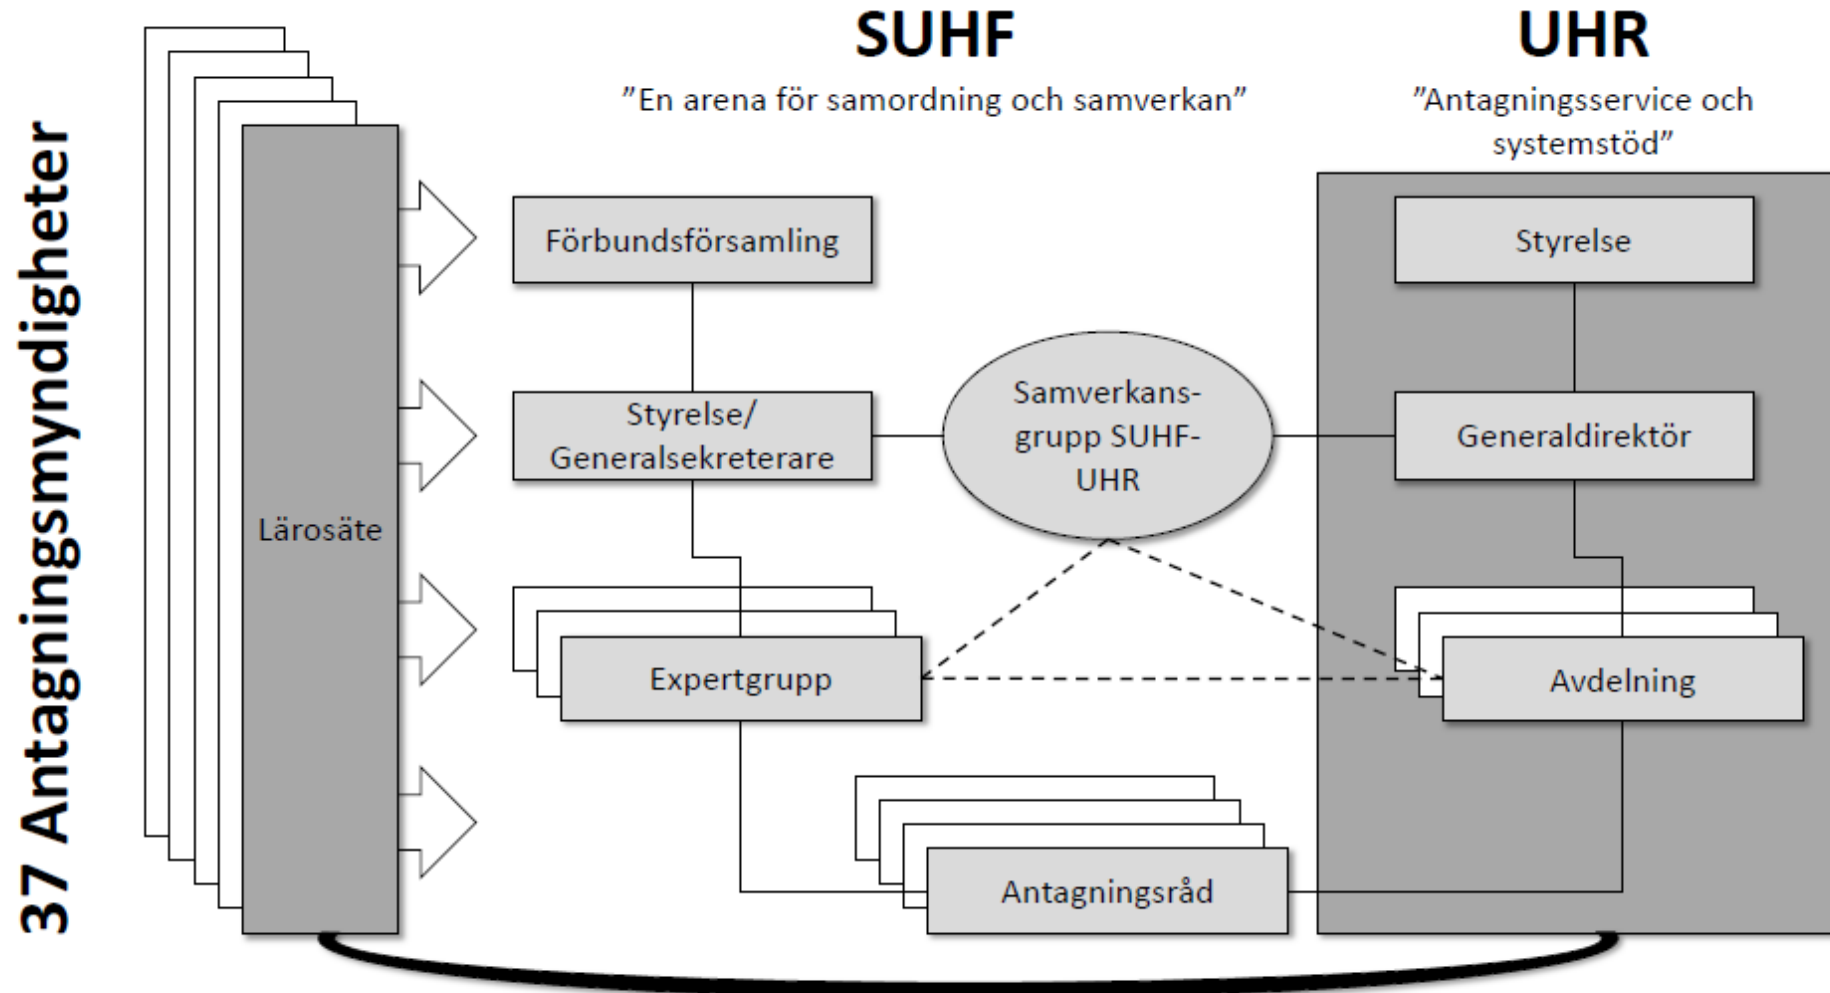 37 Antagningsmyndigheter
SUHF
”En arena för samordning och samverkan”
UHR
”Antagningsservice och
systemstöd”
Lärosäte
Förbundsförsamling
Styrelse
Styrelse/
Generalsekreterare
Samverkans-
grupp SUHF-
UHR
Generaldirektör
Expertgrupp
Avdelning
Antagningsråd